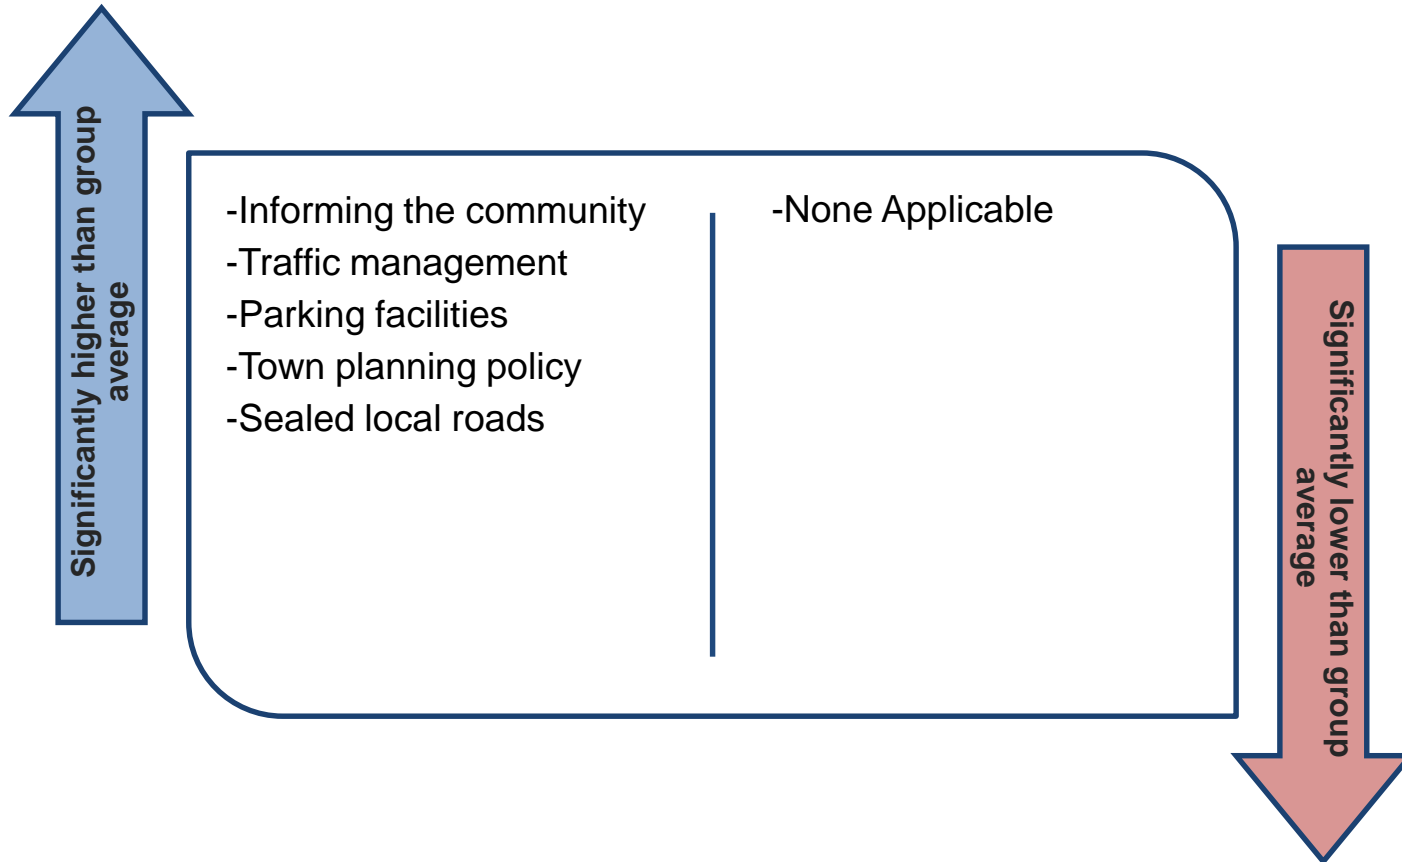 Significantly higher than group
average
-Informing the community
-Traffic management
-Parking facilities
-Town planning policy
-Sealed local roads
-None Applicable
Significantly lower than group
average